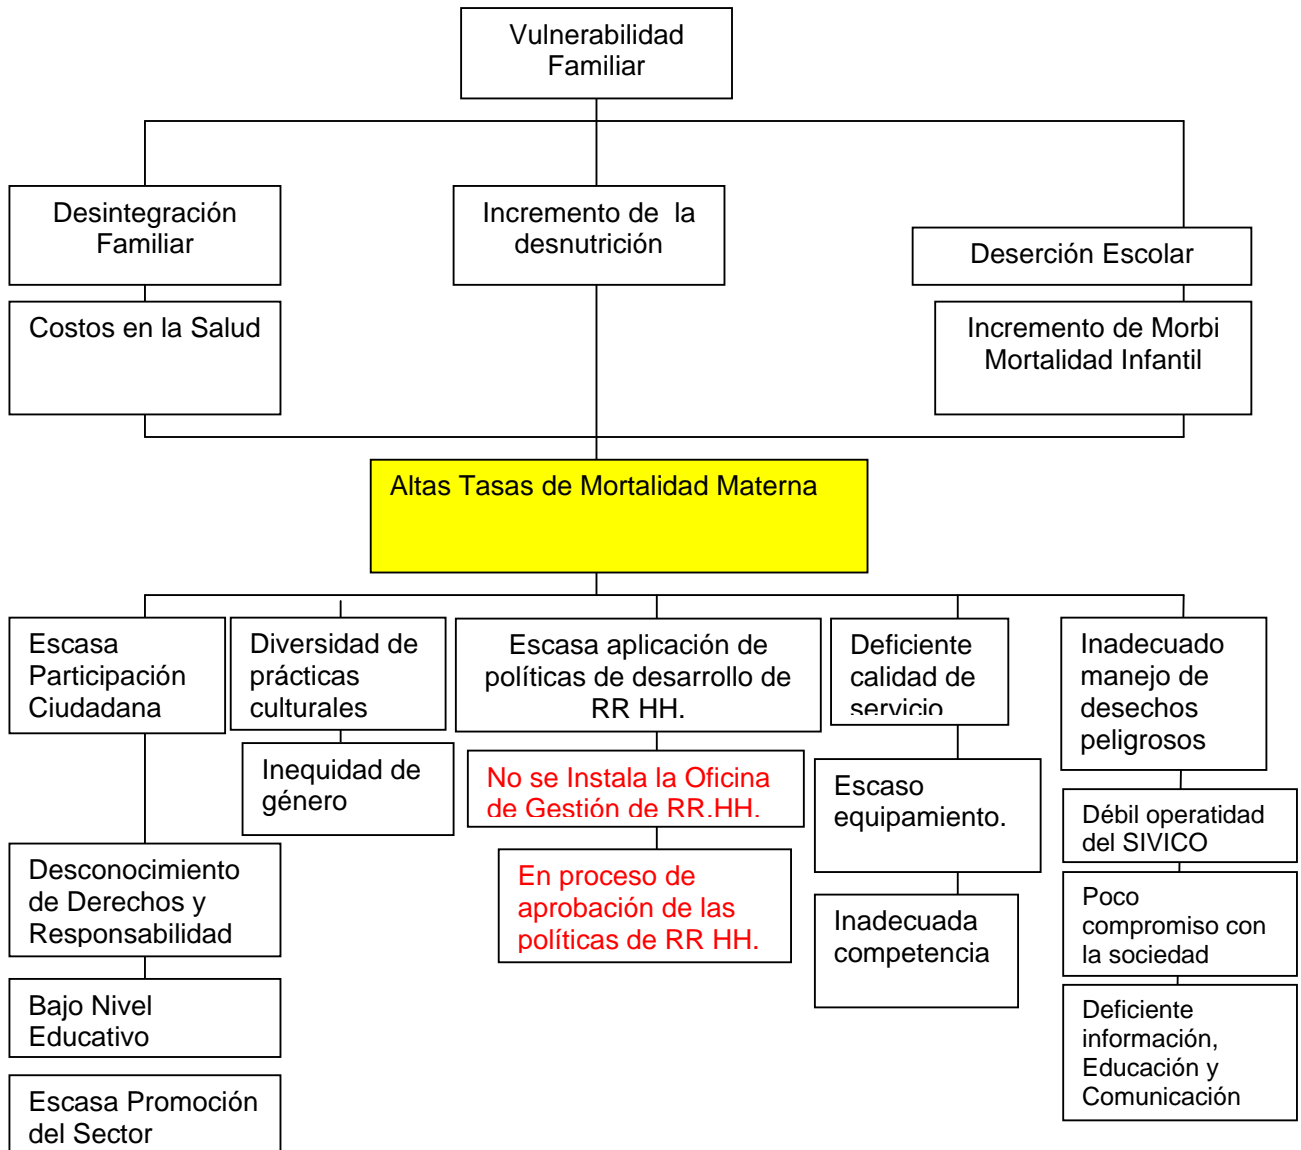 Vulnerabilidad
Familiar
Desintegración
Familiar
Incremento de  la
desnutrición
Deserción Escolar
Costos en la Salud
Incremento de Morbi
Mortalidad Infantil
Altas Tasas de Mortalidad Materna
Escasa
Participación
Ciudadana
Diversidad de
prácticas
culturales
Escasa aplicación de
políticas de desarrollo de
RR HH.
Deficiente
calidad de
servicio
Inadecuado
manejo de
desechos
peligrosos
Inequidad de
género
No se Instala la Oficina
de Gestión de RR.HH.
Escaso
equipamiento.
Débil operatidad
del SIVICO
Desconocimiento
de Derechos y
Responsabilidad
En proceso de
aprobación de las
políticas de RR HH.
Inadecuada
competencia
Poco
compromiso con
la sociedad
Bajo Nivel
Educativo
Deficiente
información,
Educación y
Comunicación
Escasa Promoción
del Sector